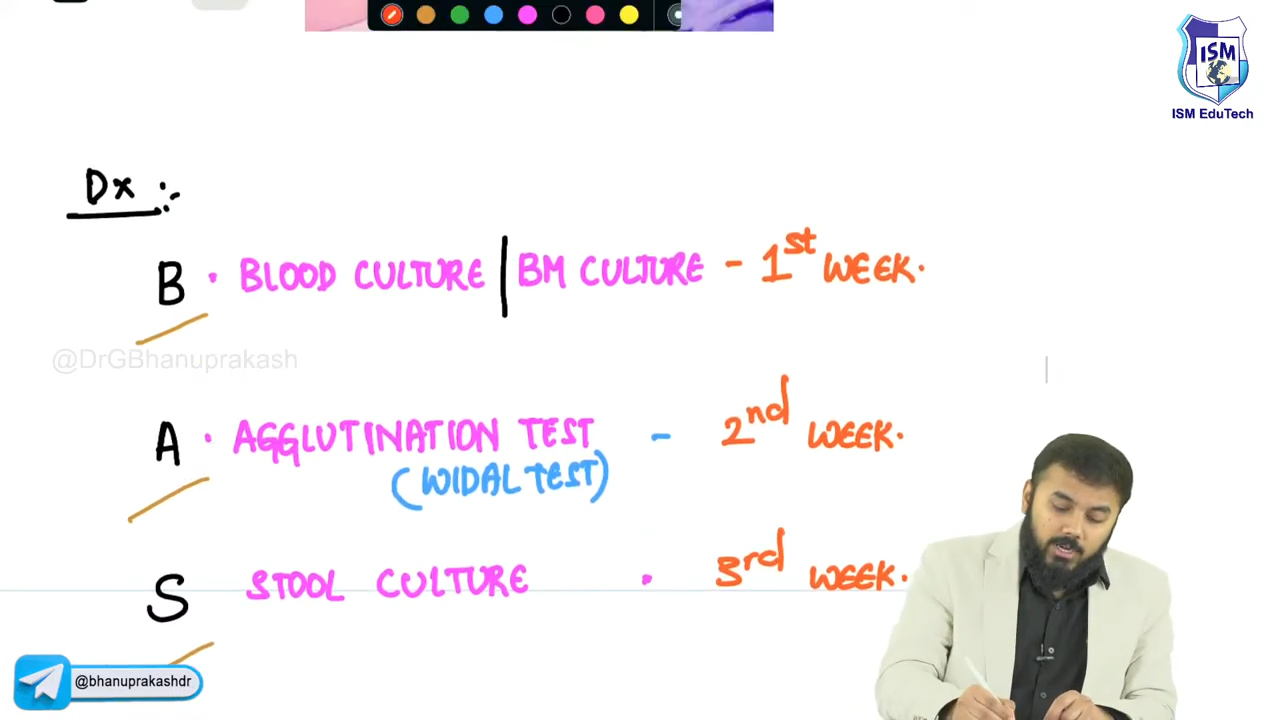 ISM
ISM EduTech
Dx :-
B • BLOOD CULTURE | BM CULTURE - 1st WEEK.
@DrGBhanuprakash
A • AGGLUTINATION TEST - 2nd WEEK.
(WIDAL TEST)
S STOOL CULTURE • 3rd WEEK.
@bhanuprakashdr